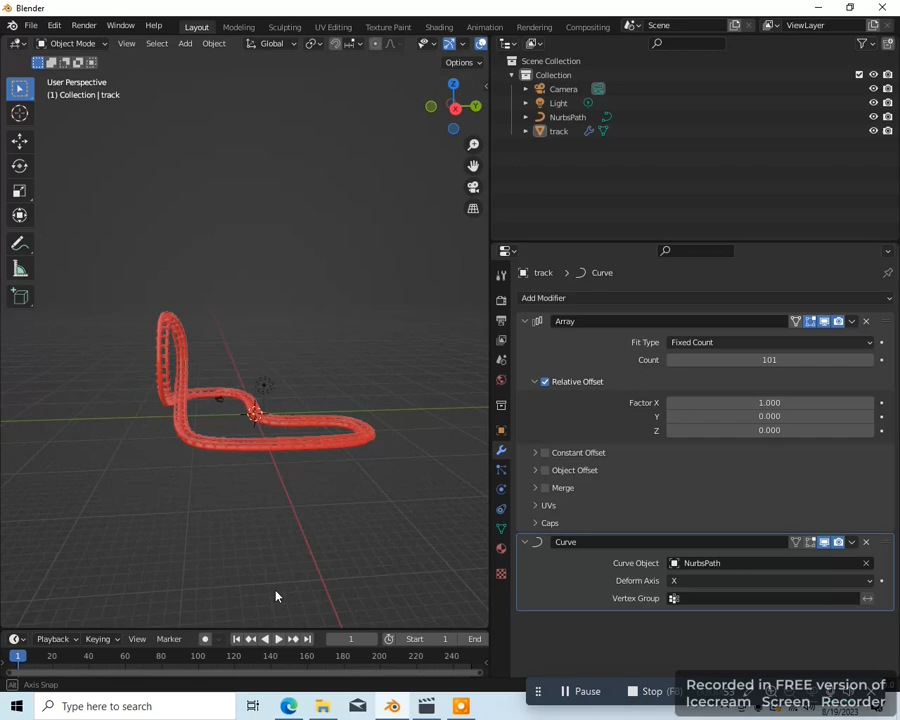 Blender
File Edit Render Window Help Layout Modeling Sculpting UV Editing Texture Paint Shading Animation Rendering Compositing Scene ViewLayer
Object Mode View Select Add Object Global
Options
User Perspective
(1) Collection | track
X
Y
Z
Scene Collection
Collection
Camera
Light
NurbsPath
track
track > Curve
Add Modifier
Array
Fit Type Fixed Count
Count 101
Relative Offset
Factor X 1.000
Y 0.000
Z 0.000
Constant Offset
Object Offset
Merge
UVs
Caps
Curve
Curve Object NurbsPath
Deform Axis X
Vertex Group
Playback Keying View Marker 1 Start 1 End
1 20 40 60 80 100 120 140 160 180 200 220 240
Axis Snap
Pause Stop (F8)
Type here to search
Recorded in FREE version of
Icecream Screen Recorder